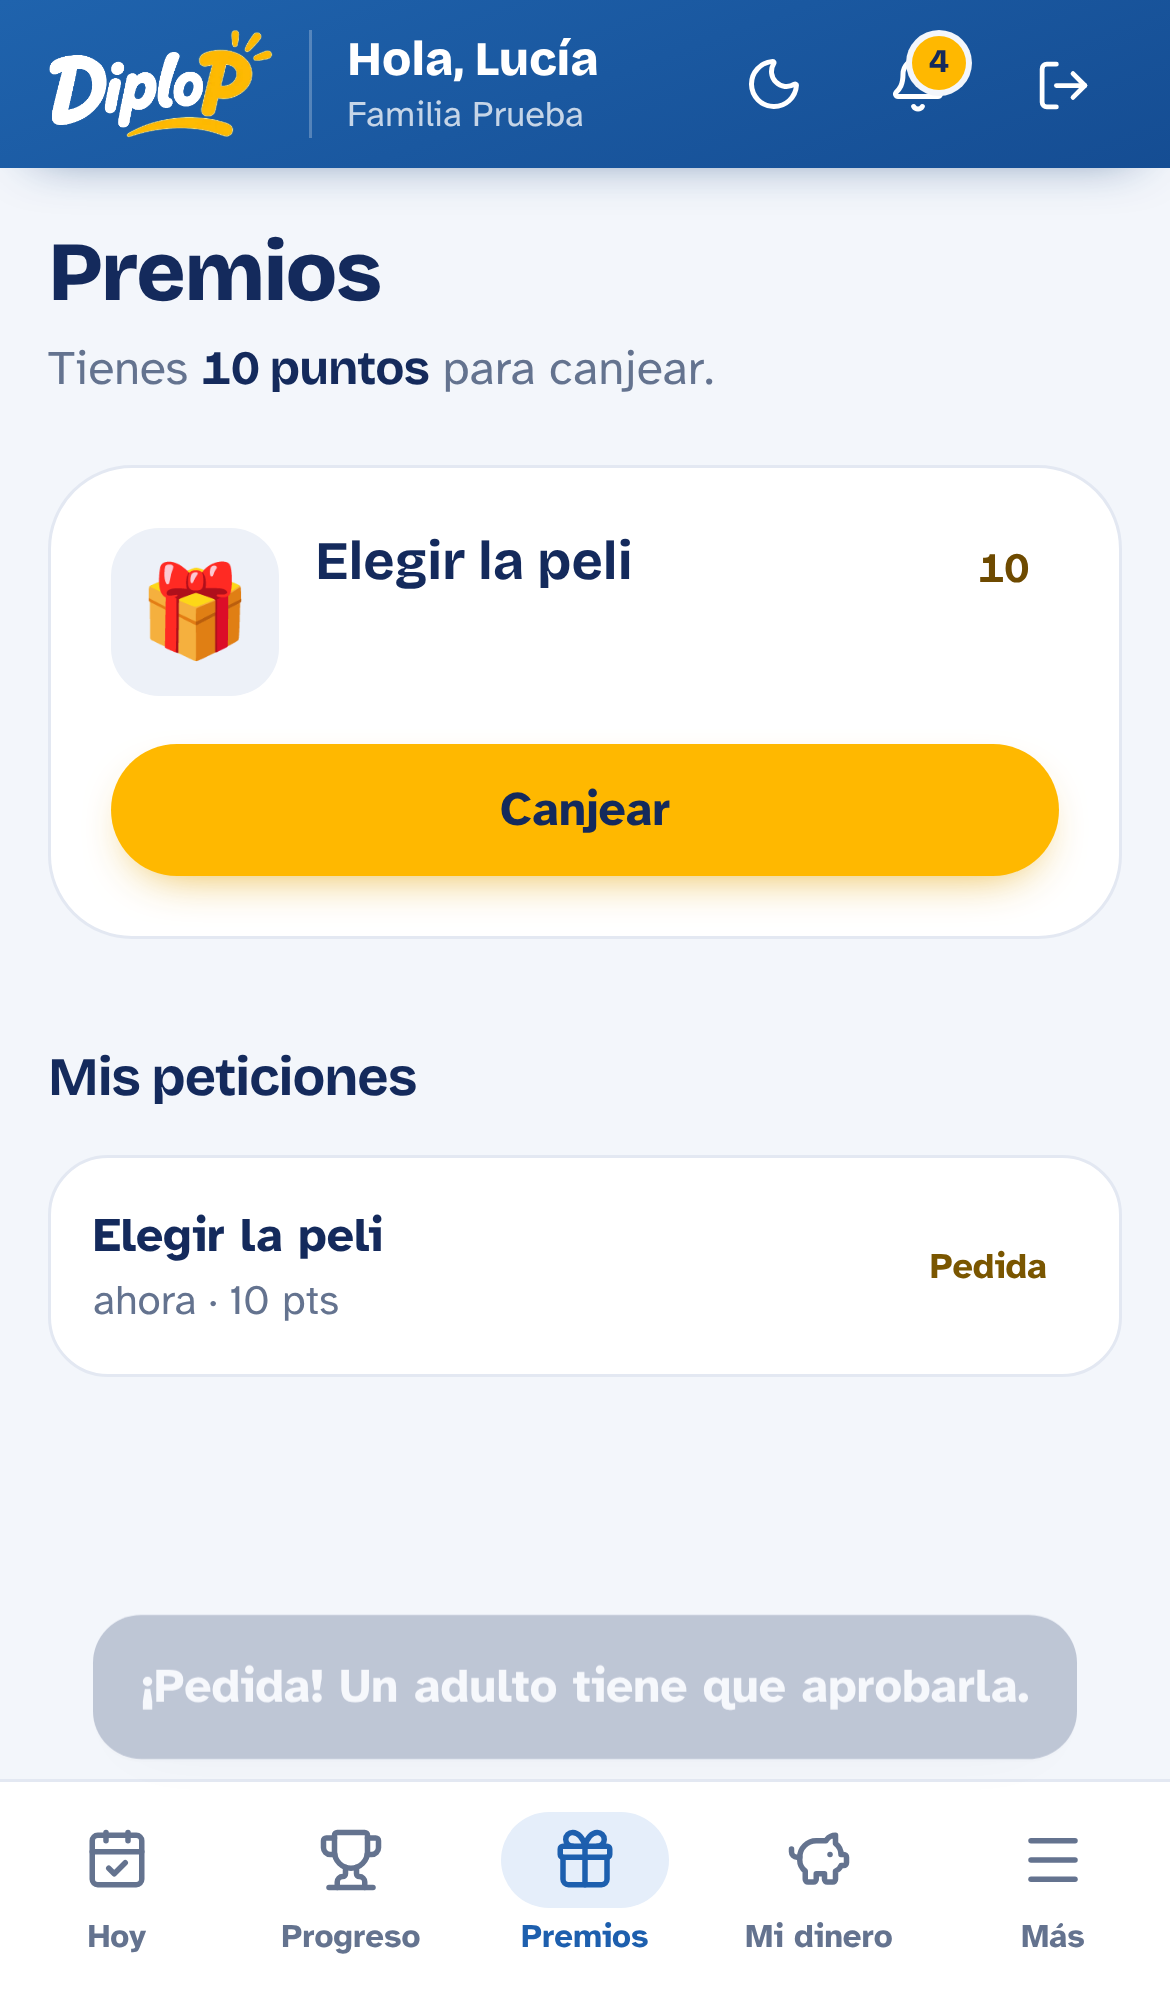 DiploP
Hola, Lucía
Familia Prueba
4
Premios
Tienes 10 puntos para canjear.
Elegir la peli
10
Canjear
Mis peticiones
Elegir la peli
ahora · 10 pts
Pedida
¡Pedida! Un adulto tiene que aprobarla.
Hoy
Progreso
Premios
Mi dinero
Más